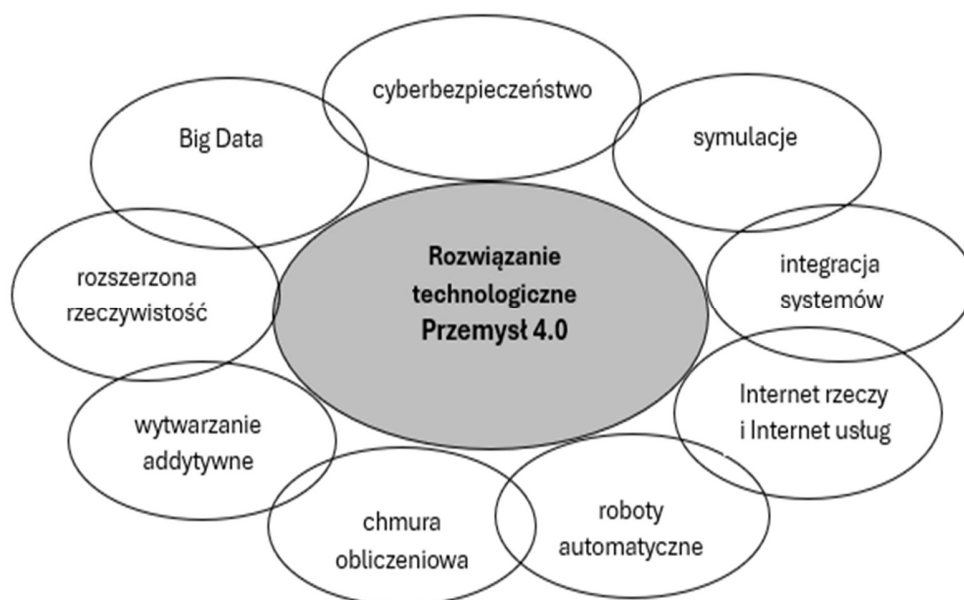 cyberbezpieczeństwo
Big Data
symulacje
Rozwiązanie
technologiczne
Przemysł 4.0
rozszerzona
rzeczywistość
integracja
systemów
Internet rzeczy
i Internet usług
wytwarzanie
addytywne
chmura
obliczeniowa
roboty
automatyczne